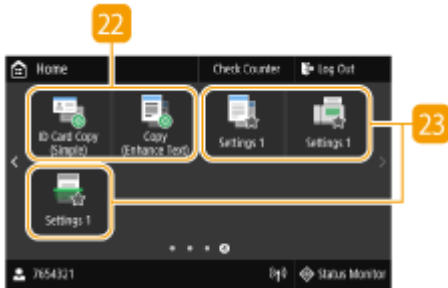 22
Home
Check Counter
Log Out
ID Card Copy
(Simple)
Copy
(Enhance Text)
Settings 1
Settings 1
23
Settings 1
7654321
Status Monitor